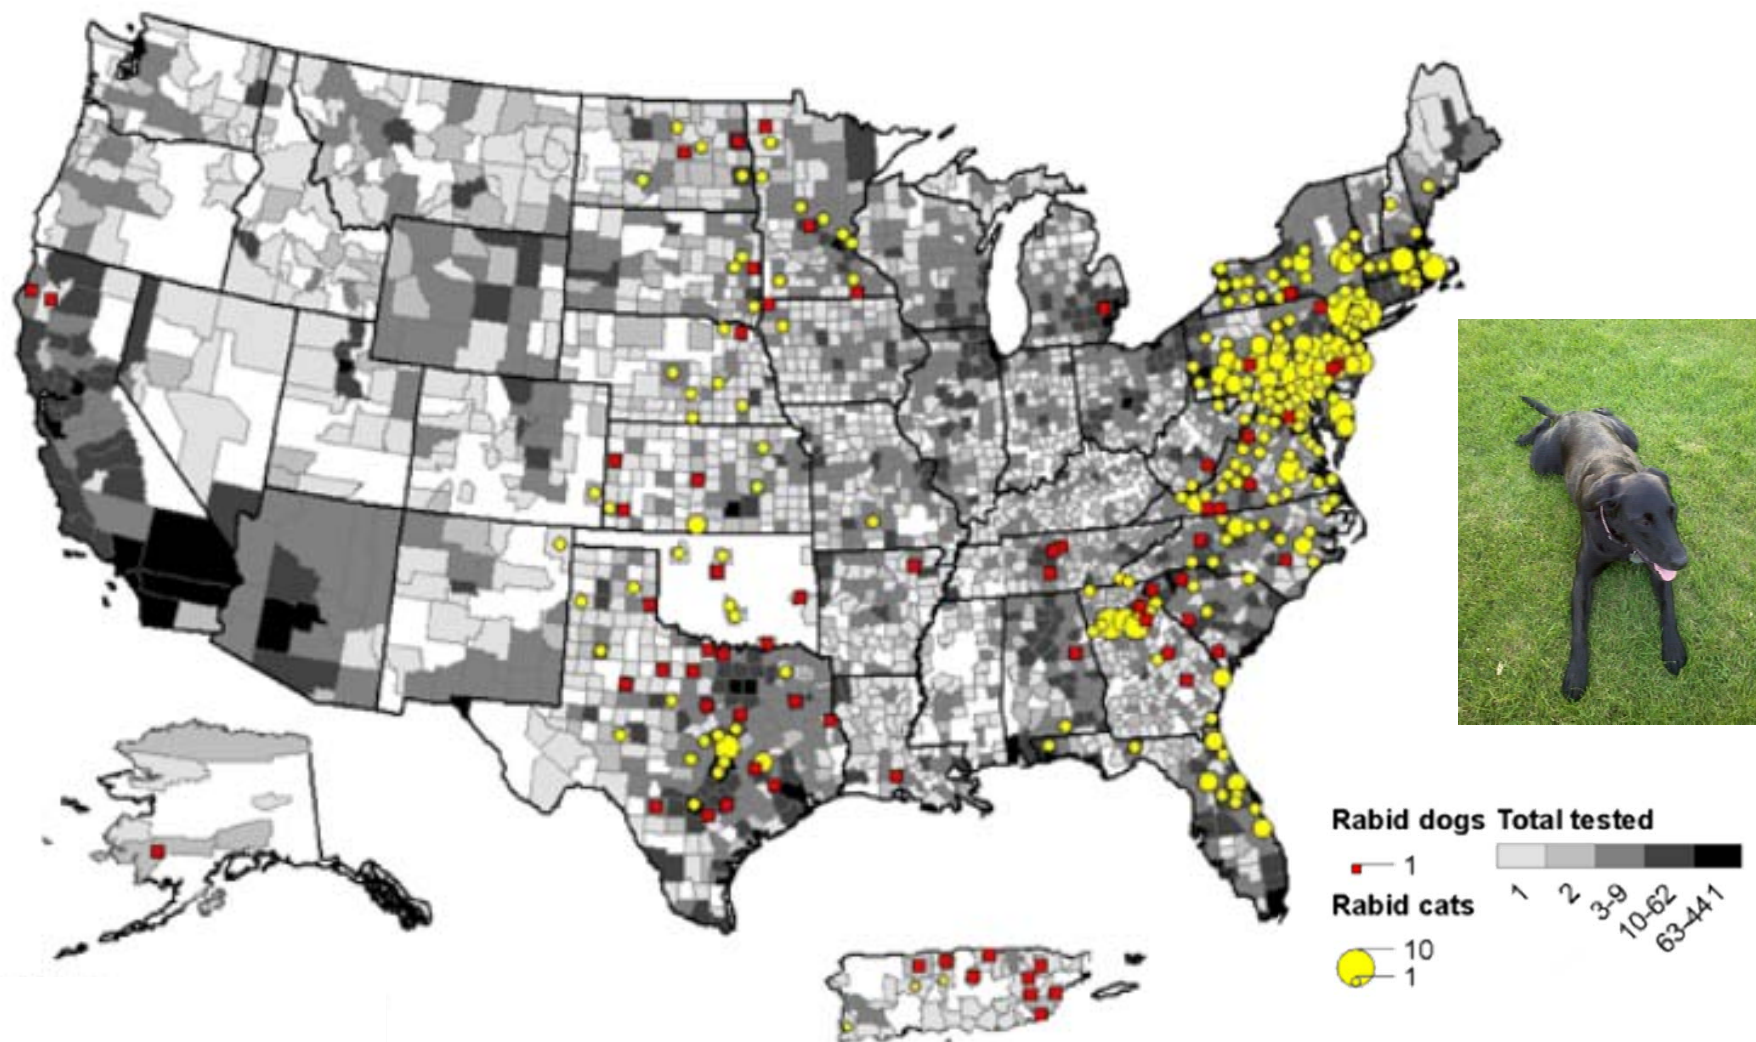 Rabid dogs
1
Rabid cats
10
1
Total tested
1
2
3-9
10-62
63-441